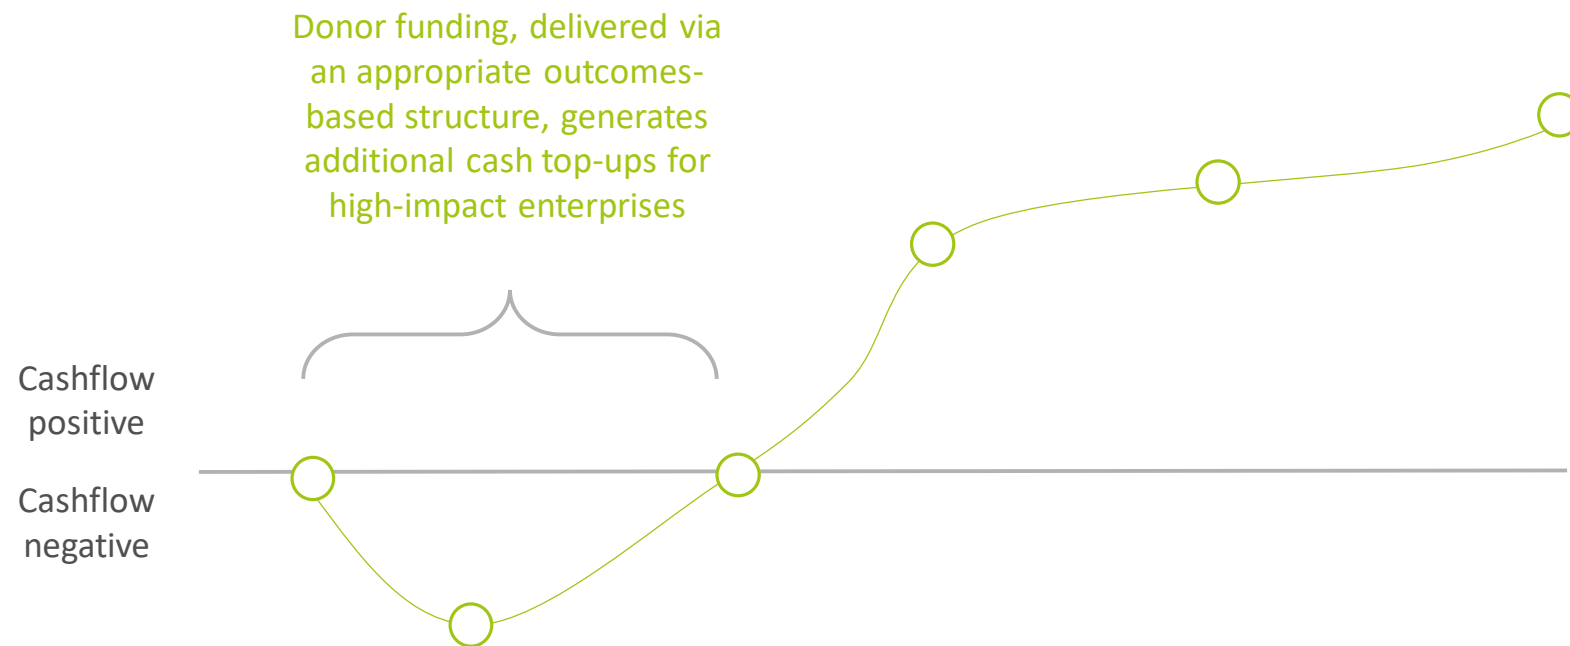 Donor funding, delivered via
an appropriate outcomes-
based structure, generates
additional cash top-ups for
high-impact enterprises
Cashflow
positive
Cashflow
negative